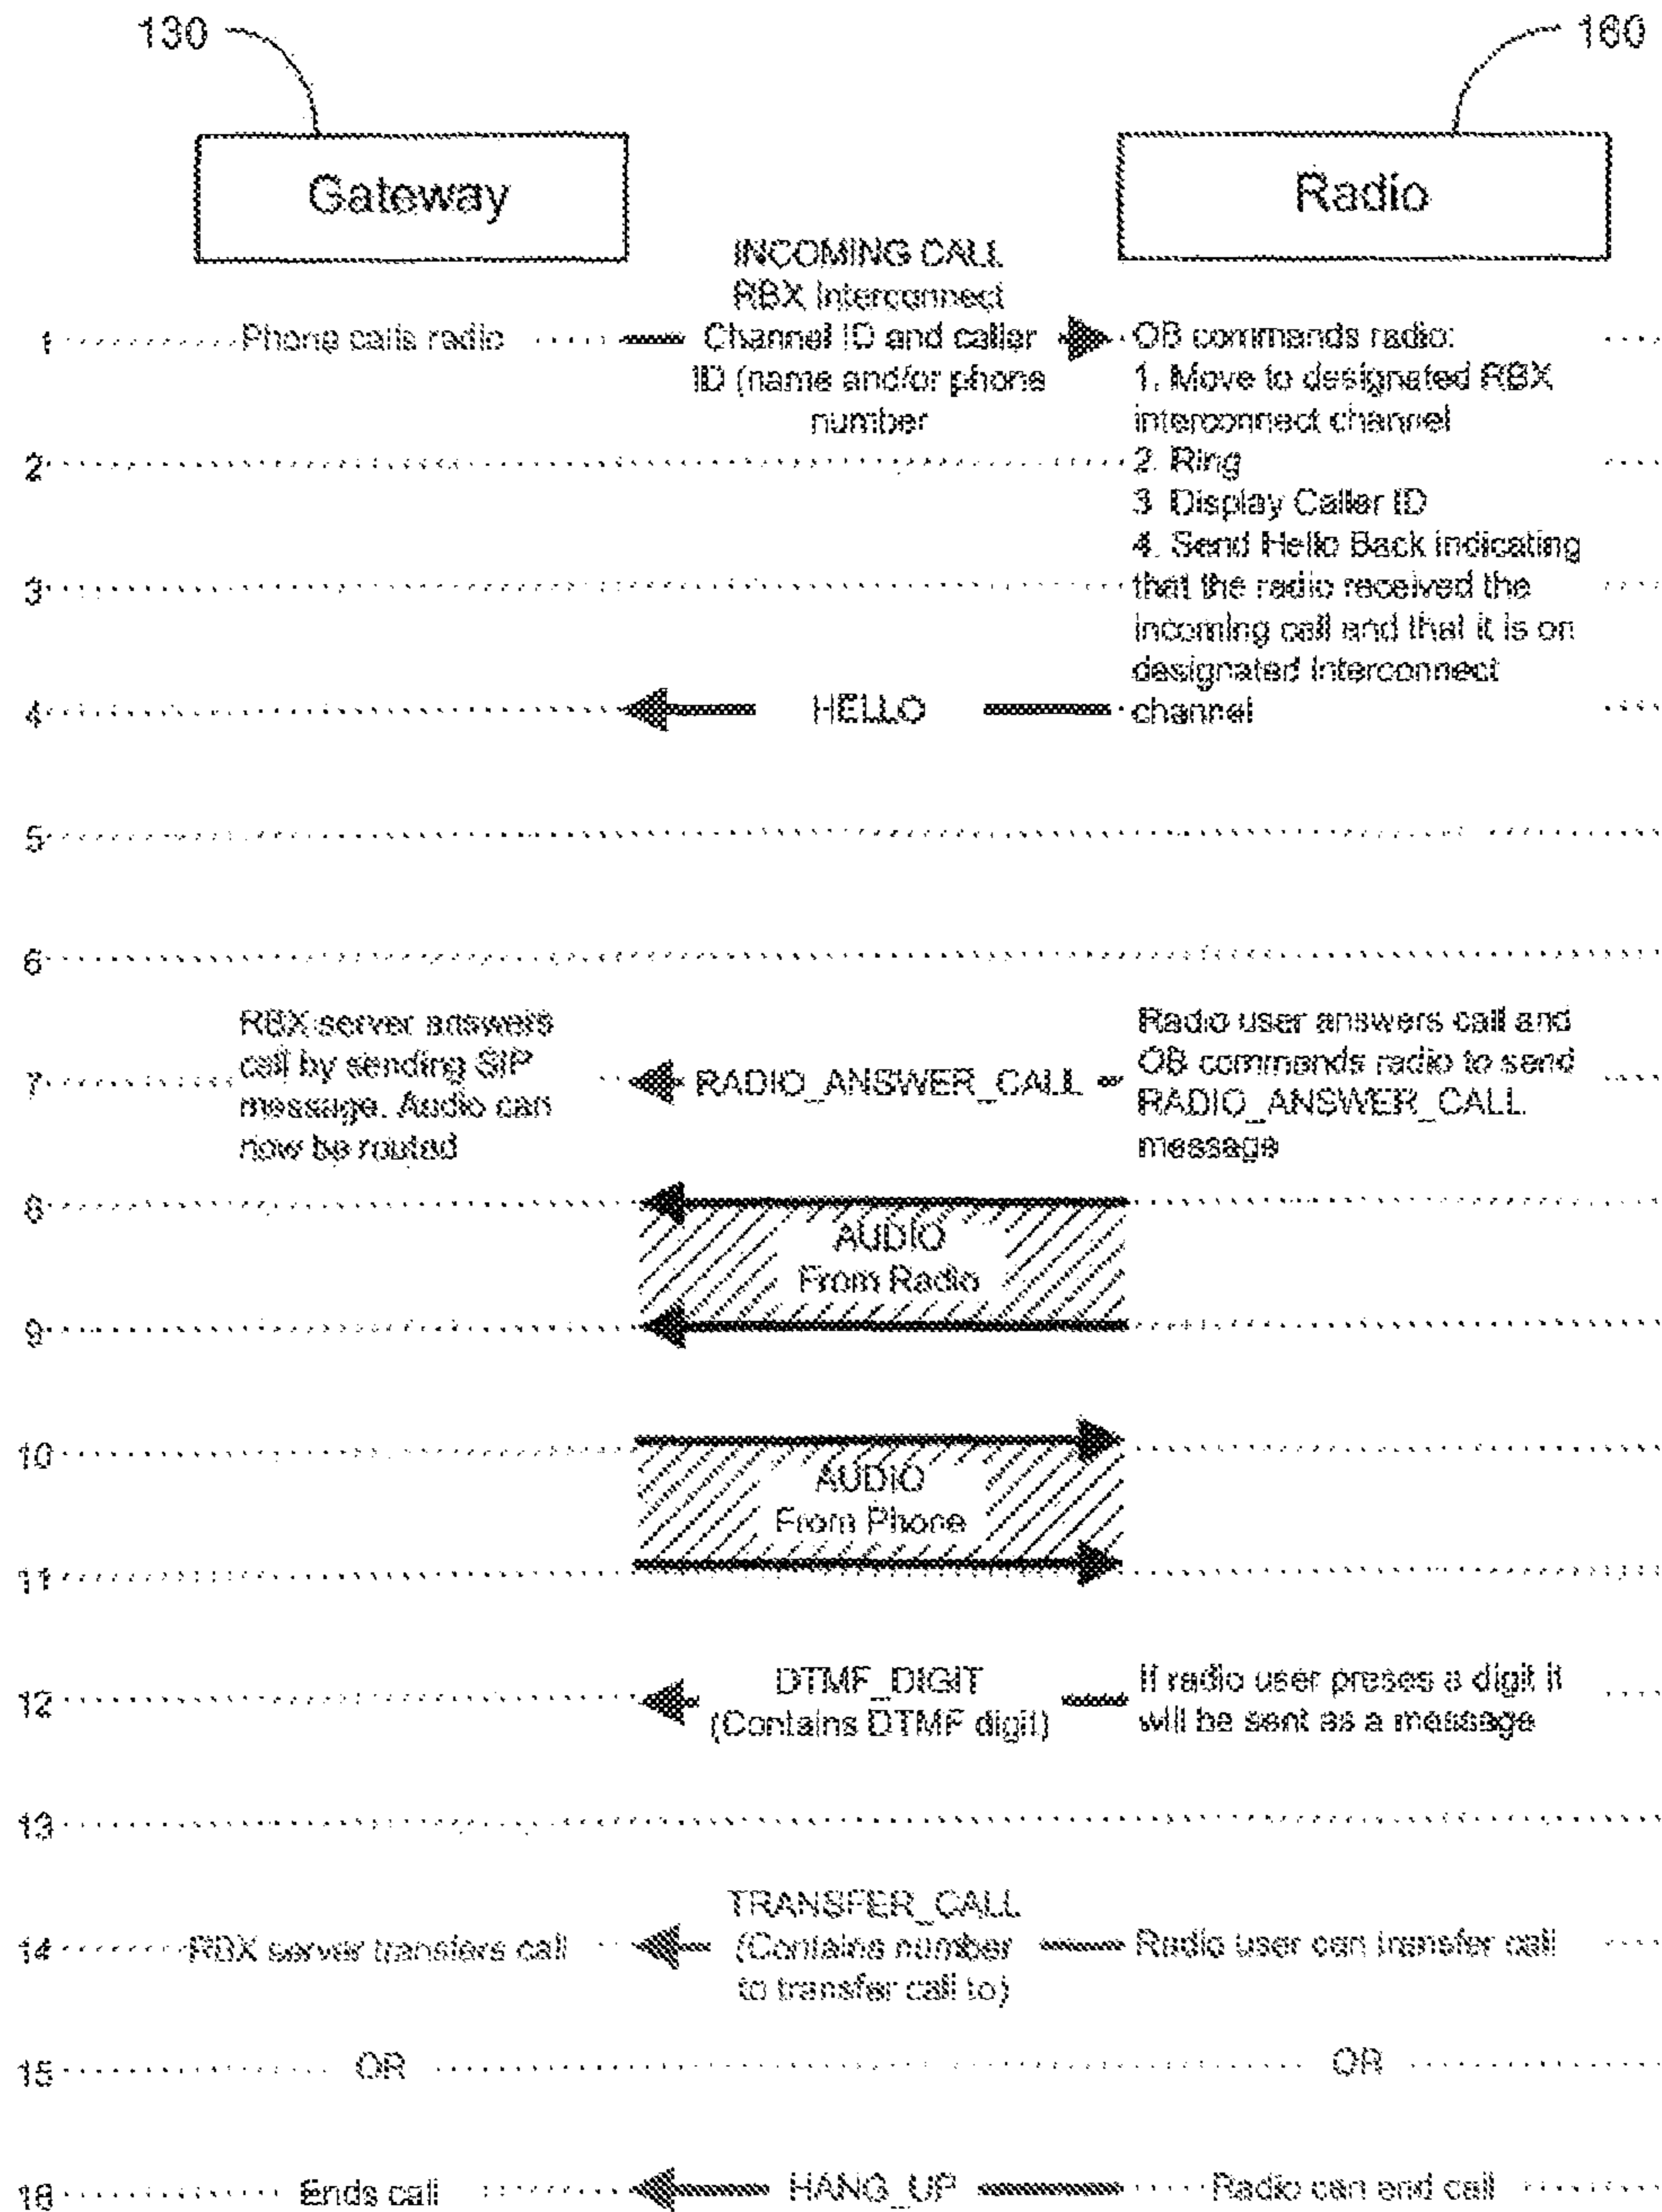 130
160
Gateway
Radio
INCOMING CALL
RBX Interconnect
Channel ID and caller
ID (name and/or phone
number
1
Phone calls radio
OB commands radio:
1. Move to designated RBX
interconnect channel
2
2. Ring
3 Display Caller ID
4. Send Hello Back indicating
3
that the radio received the
incoming call and that it is on
designated Interconnect
4
HELLO
channel
5
6
RBX server answers
call by sending SIP
message. Audio can
now be routed
7
RADIO_ANSWER_CALL
Radio user answers call and
OB commands radio to send
RADIO_ANSWER_CALL
message
8
AUDIO
From Radio
9
10
AUDIO
From Phone
11
12
DTMF_DIGIT
(Contains DTMF digit)
If radio user preses a digit it
will be sent as a message
13
14
RBX server transfers call
TRANSFER_CALL
(Contains number
to transfer call to)
Radio user can transfer call
15
OR
OR
16
Ends call
HANG_UP
Radio can end call